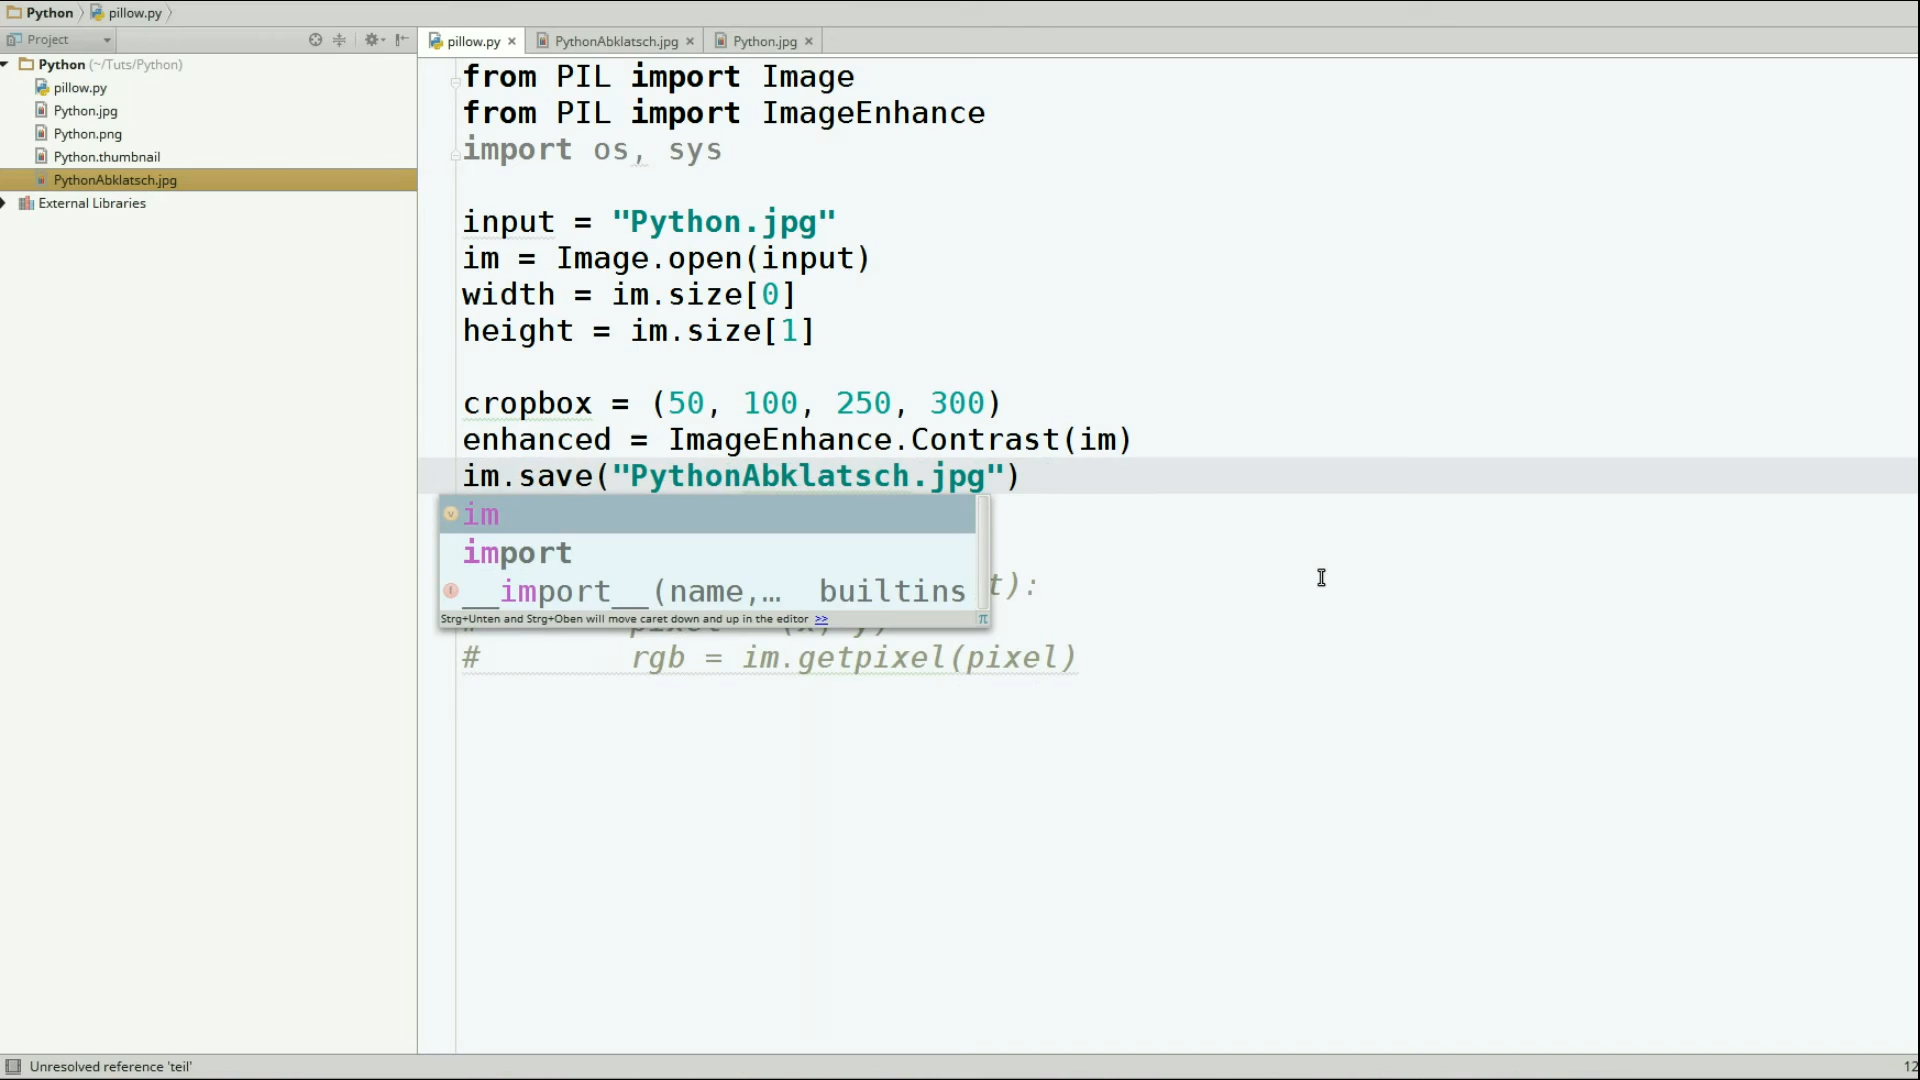 Python pillow.py
Project
pillow.py PythonAbklatsch.jpg Python.jpg
Python (~/Tuts/Python)
pillow.py
Python.jpg
Python.png
Python.thumbnail
PythonAbklatsch.jpg
External Libraries
from PIL import Image
from PIL import ImageEnhance
import os, sys
input = "Python.jpg"
im = Image.open(input)
width = im.size[0]
height = im.size[1]
cropbox = (50, 100, 250, 300)
enhanced = ImageEnhance.Contrast(im)
im.save("PythonAbklatsch.jpg")
im
import
__import__(name,… builtins
t):
Strg+Unten and Strg+Oben will move caret down and up in the editor >> π
# rgb = im.getpixel(pixel)
Unresolved reference 'teil'
12